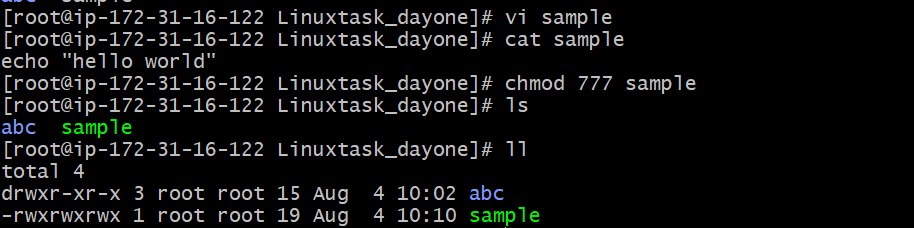 abc  sample
[root@ip-172-31-16-122 Linuxtask_dayone]# vi sample
[root@ip-172-31-16-122 Linuxtask_dayone]# cat sample
echo "hello world"
[root@ip-172-31-16-122 Linuxtask_dayone]# chmod 777 sample
[root@ip-172-31-16-122 Linuxtask_dayone]# ls
abc  sample
[root@ip-172-31-16-122 Linuxtask_dayone]# ll
total 4
drwxr-xr-x 3 root root 15 Aug  4 10:02 abc
-rwxrwxrwx 1 root root 19 Aug  4 10:10 sample